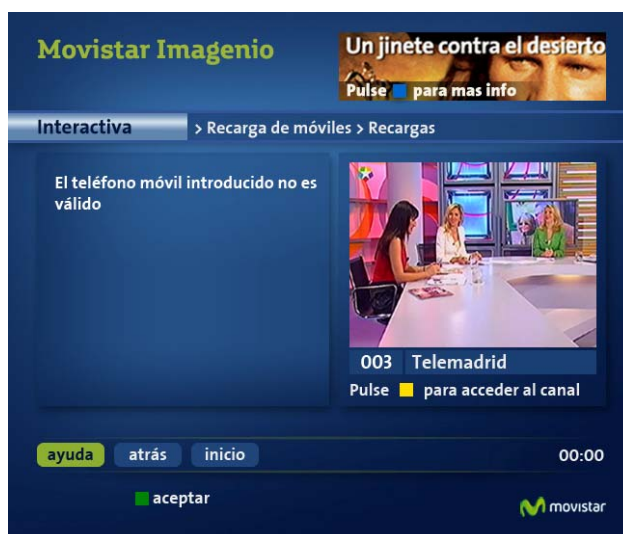 Movistar Imagenio
Un jinete contra el desierto
Pulse para mas info
Interactiva
> Recarga de móviles > Recargas
El teléfono móvil introducido no es
válido
003 Telemadrid
Pulse para acceder al canal
ayuda atrás inicio
00:00
aceptar
movistar